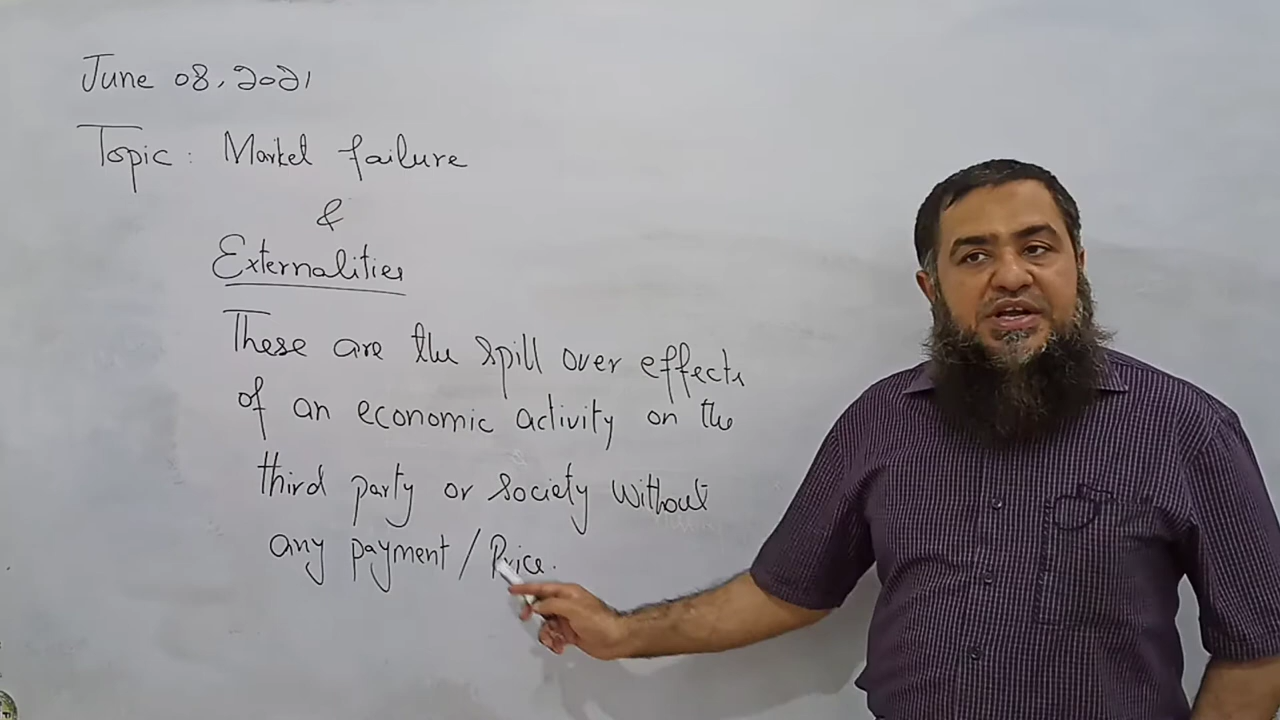 June 08, 2021
Topic: Market failure
&
Externalities
These are the spill over effects
of an economic activity on the
third party or society without
any payment / Price.